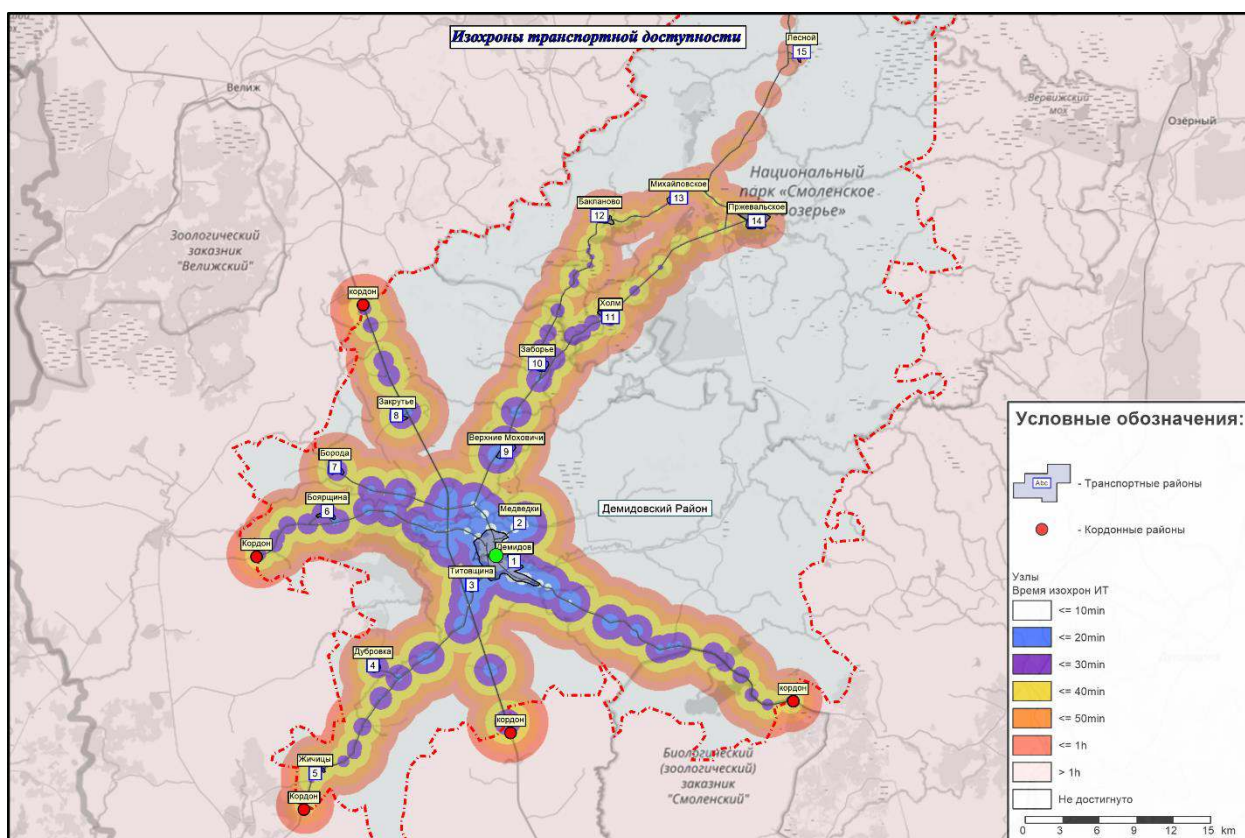 Изохроны транспортной доступности
Лесной
15
Велиж
Вервижский
мох
Озёрный
Национальный
парк «Смоленское
Поозерье»
Михайловское
13
Бакланово
12
Пржевальское
14
Зоологический
заказник
"Велижский"
кордон
Холм
11
Заборье
10
Закрутье
8
Верхние Моховичи
9
Борода
7
Боярщина
6
Медведки
2
Демидовский Район
Кордон
Демидов
1
Титовщина
3
Дубровка
4
кордон
кордон
Жичицы
5
Кордон
Биологический
(зоологический)
заказник
"Смоленский"
Условные обозначения:
Abc
- Транспортные районы
- Кордонные районы
Узлы
Время изохрон ИТ
<= 10min
<= 20min
<= 30min
<= 40min
<= 50min
<= 1h
> 1h
Не достигнуто
0 3 6 9 12 15 km